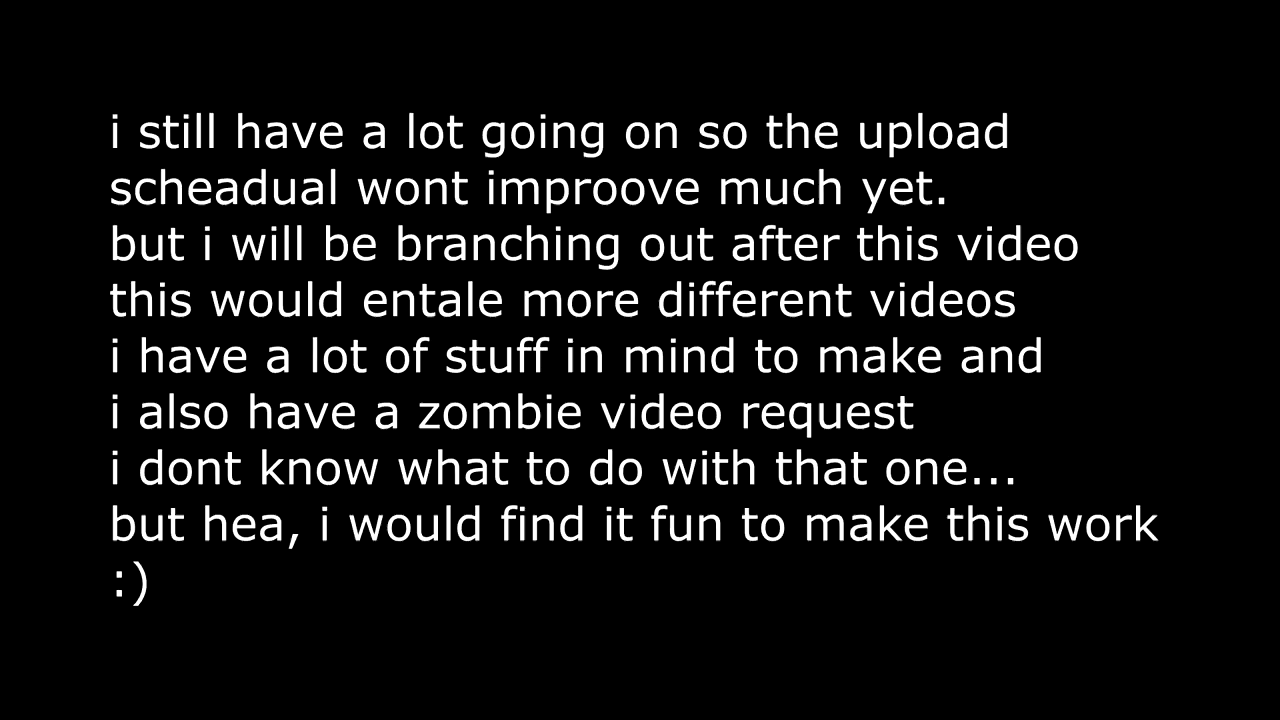 i still have a lot going on so the upload
scheadual wont improove much yet.
but i will be branching out after this video
this would entale more different videos
i have a lot of stuff in mind to make and
i also have a zombie video request
i dont know what to do with that one...
but hea, i would find it fun to make this work
:)